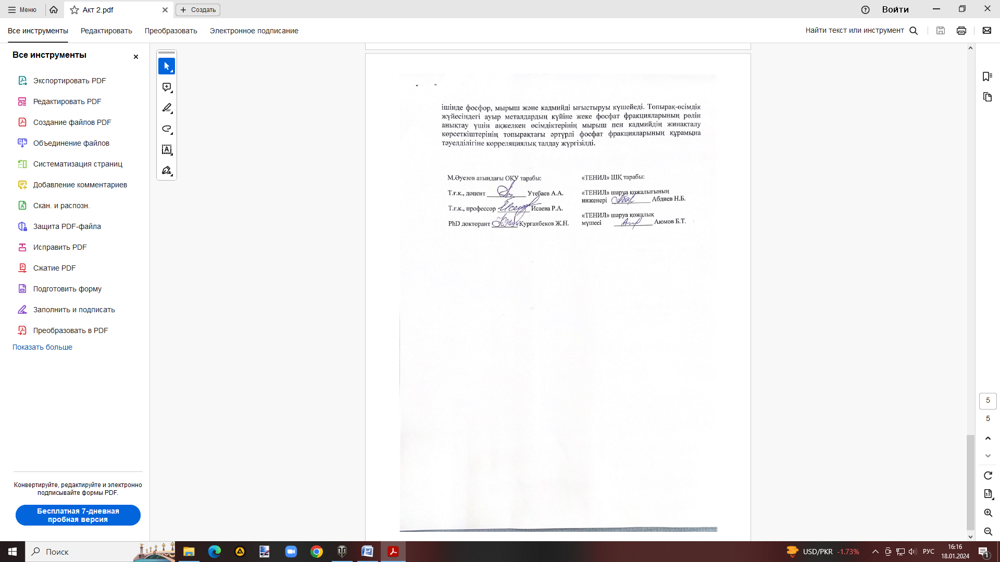 Меню
Акт 2.pdf
Создать
Войти
Все инструменты
Редактировать
Преобразовать
Электронное подписание
Найти текст или инструмент
Все инструменты
Экспортировать PDF
Редактировать PDF
Создание файлов PDF
Объединение файлов
Систематизация страниц
Добавление комментариев
Скан. и распозн.
Защита PDF-файла
Исправить PDF
Сжатие PDF
Подготовить форму
Заполнить и подписать
Преобразовать в PDF
Показать больше
Конвертируйте, редактируйте и электронно
подписывайте формы PDF.
Бесплатная 7-дневная
пробная версия
ішінде фосфор, мырыш және кадмийді ығыстыруы күшейеді. Топырақ-өсімдік
жүйесіндегі ауыр металдардың күйіне жеке фосфат фракцияларының рөлін
анықтау үшін ақжелкен өсімдіктерінің мырыш пен кадмийдің жинақталу
көрсеткіштерінің топырақтағы әртүрлі фосфат фракцияларының құрамына
тәуелділігіне корреляциялық талдау жүргізілді.
М.Әуезов атындағы ОҚУ тарабы:
Т.ғ.к., доцент Утебаев А.А.
Т.ғ.к., профессор Исаева Р.А.
PhD докторант Курганбеков Ж.Н.
«ТЕНИЛ» ШҚ тарабы:
«ТЕНИЛ» шаруа қожалығының
инженері Абдиев Н.Б.
«ТЕНИЛ» шаруа қожалық
мүшесі Аюмов Б.Т.
5
5
Поиск
USD/PKR -1.73%
РУС
16:16
18.01.2024
1